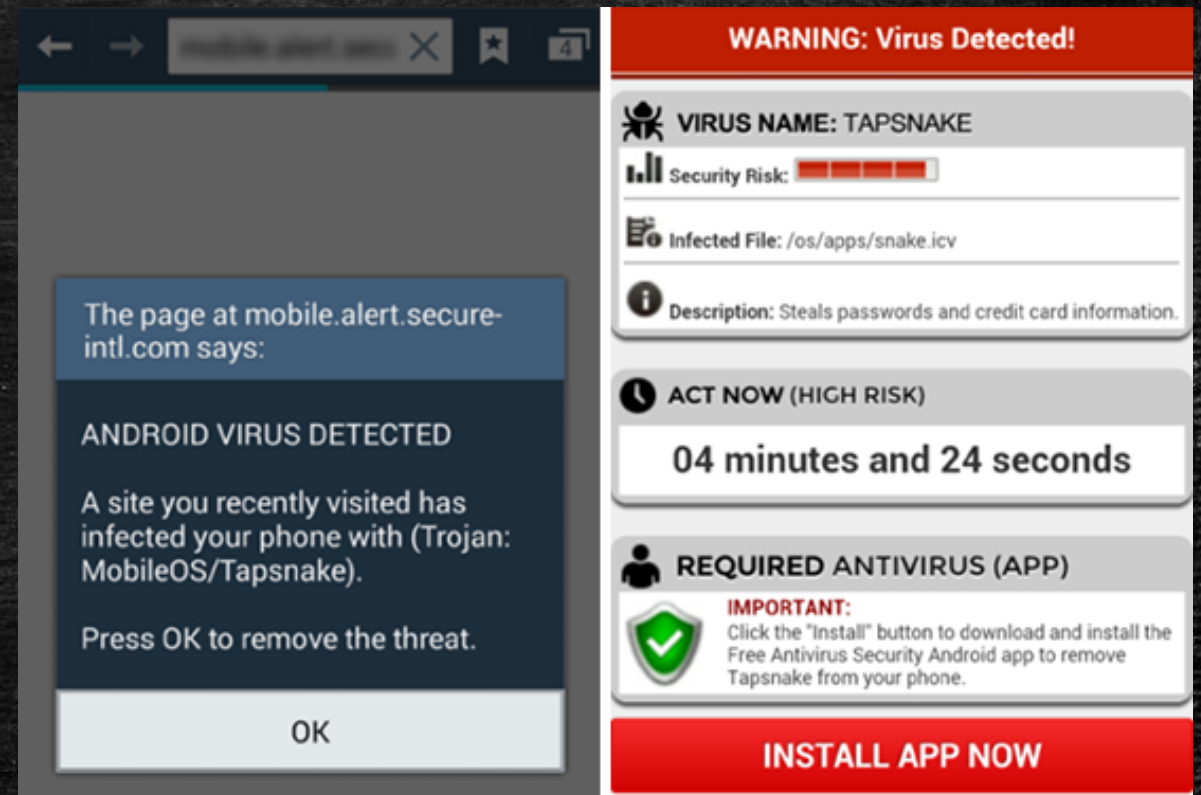 4
The page at mobile.alert.secure-
intl.com says:
ANDROID VIRUS DETECTED
A site you recently visited has
infected your phone with (Trojan:
MobileOS/Tapsnake).
Press OK to remove the threat.
OK
WARNING: Virus Detected!
VIRUS NAME: TAPSNAKE
Security Risk:
Infected File: /os/apps/snake.icv
Description: Steals passwords and credit card information.
ACT NOW (HIGH RISK)
04 minutes and 24 seconds
REQUIRED ANTIVIRUS (APP)
IMPORTANT:
Click the "Install" button to download and install the
Free Antivirus Security Android app to remove
Tapsnake from your phone.
INSTALL APP NOW